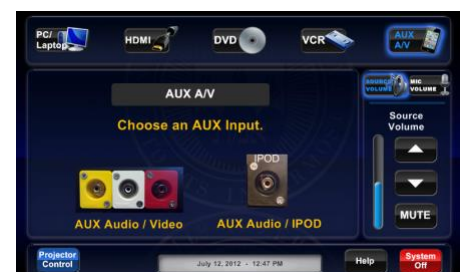 PC/
Laptop
HDMI
DVD
VCR
AUX
A/V
AUX A/V
SOURCE
VOLUME
MIC
VOLUME
Choose an AUX Input.
Source
Volume
IPOD
MUTE
AUX Audio / Video
AUX Audio / IPOD
Projector
Control
July 12, 2012 - 12:47 PM
Help
System
Off